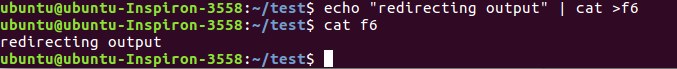 ubuntu@ubuntu-Inspiron-3558:~/test$ echo "redirecting output" | cat >f6
ubuntu@ubuntu-Inspiron-3558:~/test$ cat f6
redirecting output
ubuntu@ubuntu-Inspiron-3558:~/test$